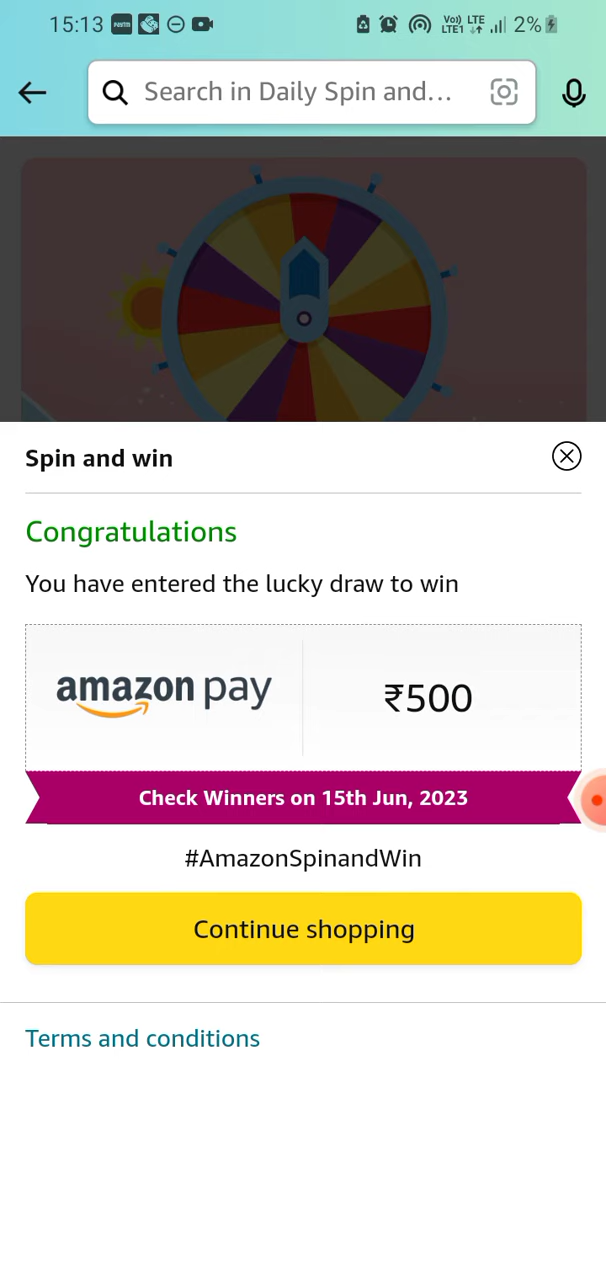 15:13 Paytm Vo) LTE LTE1 2%
Search in Daily Spin and...
Spin and win
Congratulations
You have entered the lucky draw to win
amazon pay ₹500
Check Winners on 15th Jun, 2023
#AmazonSpinandWin
Continue shopping
Terms and conditions